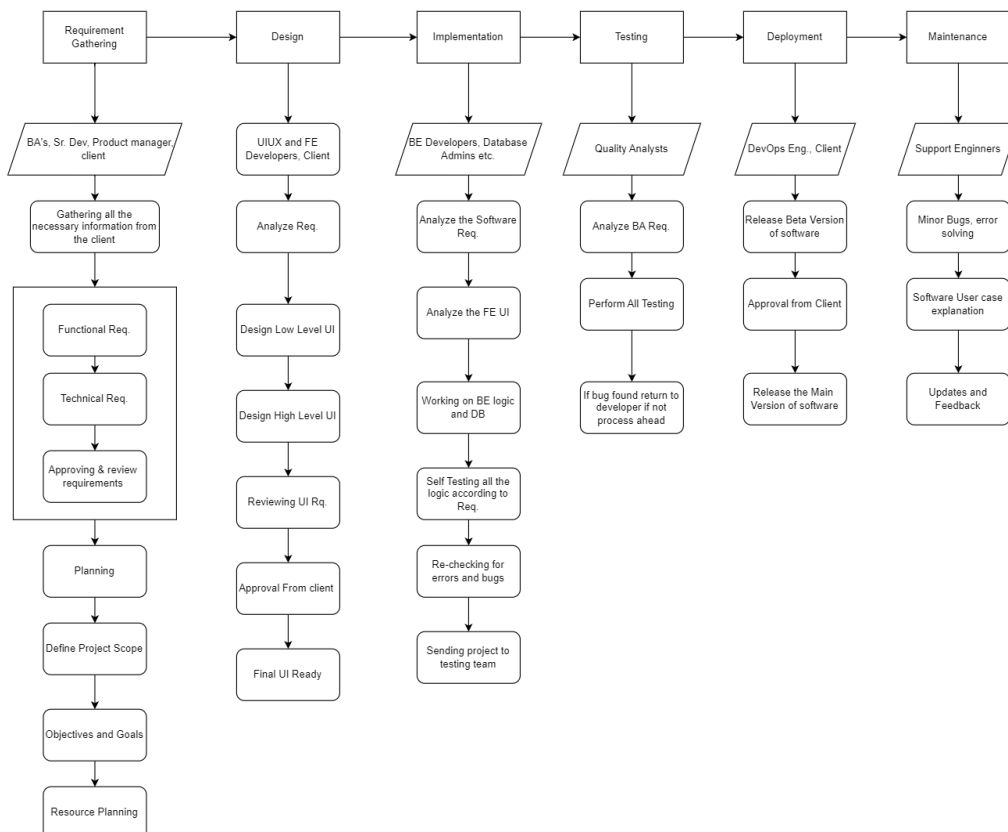 Requirement
Gathering
Design
Implementation
Testing
Deployment
Maintenance
BA's, Sr. Dev, Product manager,
client
Gathering all the
necessary information from
the client
Functional Req.
Technical Req.
Approving & review
requirements
Planning
Define Project Scope
Objectives and Goals
Resource Planning
UIUX and FE
Developers, Client
Analyze Req.
Design Low Level UI
Design High Level UI
Reviewing UI Rq.
Approval From client
Final UI Ready
BE Developers, Database
Admins etc.
Analyze the Software
Req.
Analyze the FE UI
Working on BE logic
and DB
Self Testing all the
logic according to
Req.
Re-checking for
errors and bugs
Sending project to
testing team
Quality Analysts
Analyze BA Req.
Perform All Testing
If bug found return to
developer if not
process ahead
DevOps Eng., Client
Release Beta Version
of software
Approval from Client
Release the Main
Version of software
Support Enginners
Minor Bugs, error
solving
Software User case
explanation
Updates and
Feedback